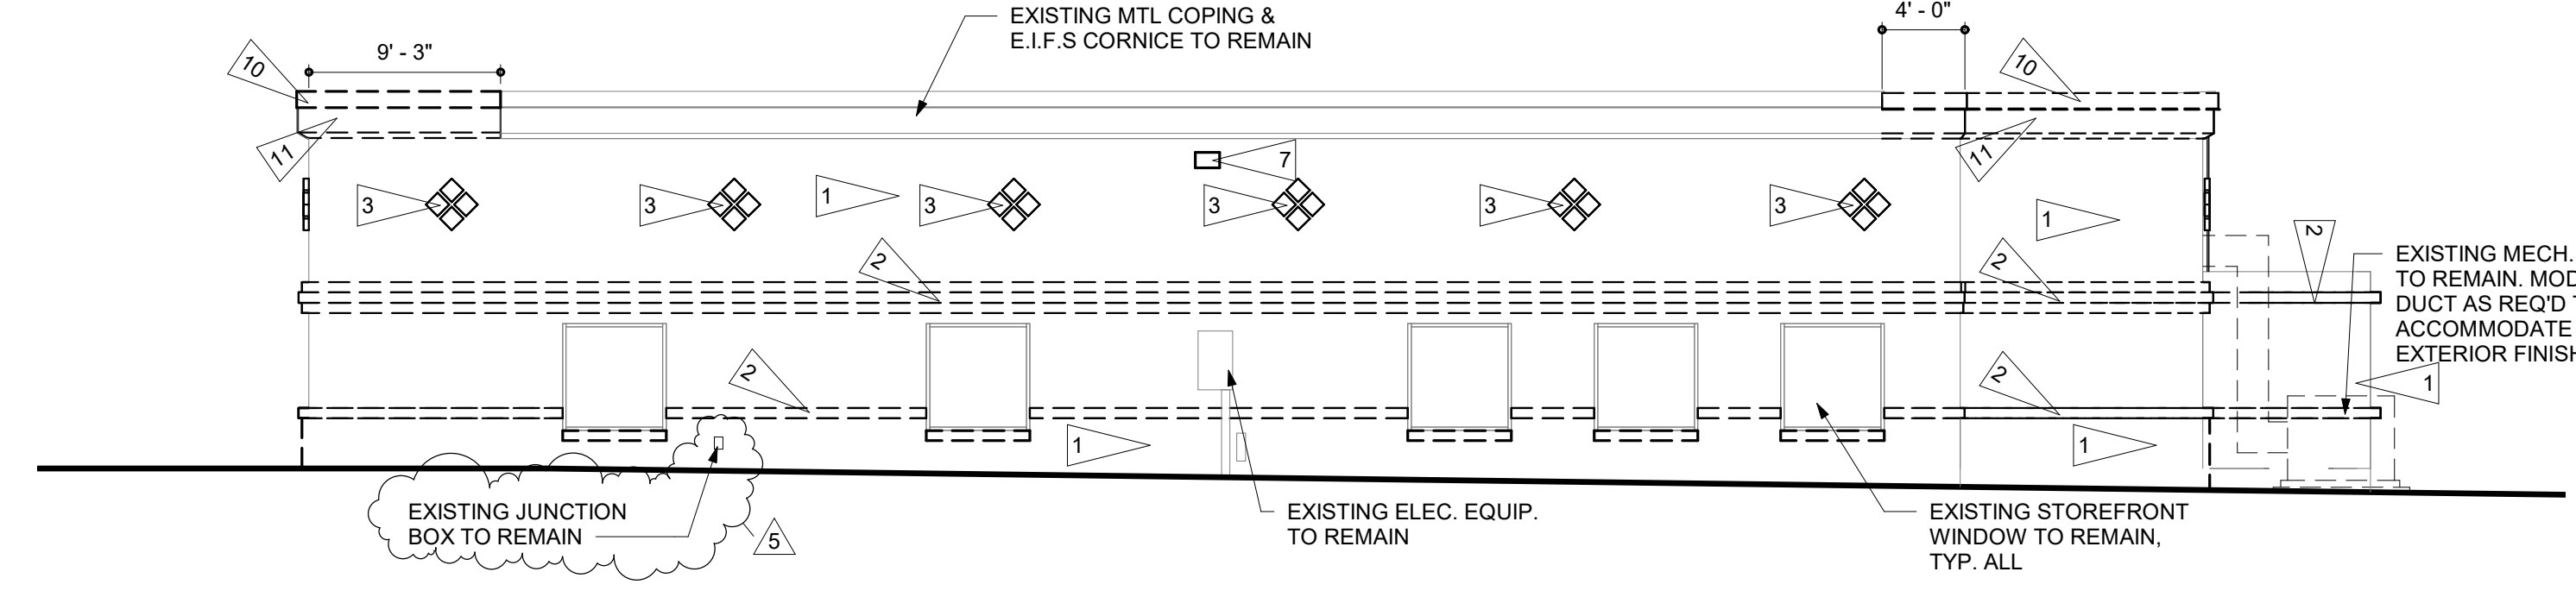 EXISTING MTL COPING &
E.I.F.S CORNICE TO REMAIN
4' - 0"
9' - 3"
10
10
11
11
7
3
3
1
3
3
3
3
1
2
2
2
EXISTING MECH.
TO REMAIN. MOD
DUCT AS REQ'D
ACCOMMODATE
EXTERIOR FINISH
2
2
1
1
1
EXISTING JUNCTION
BOX TO REMAIN
5
EXISTING ELEC. EQUIP.
TO REMAIN
EXISTING STOREFRONT
WINDOW TO REMAIN,
TYP. ALL